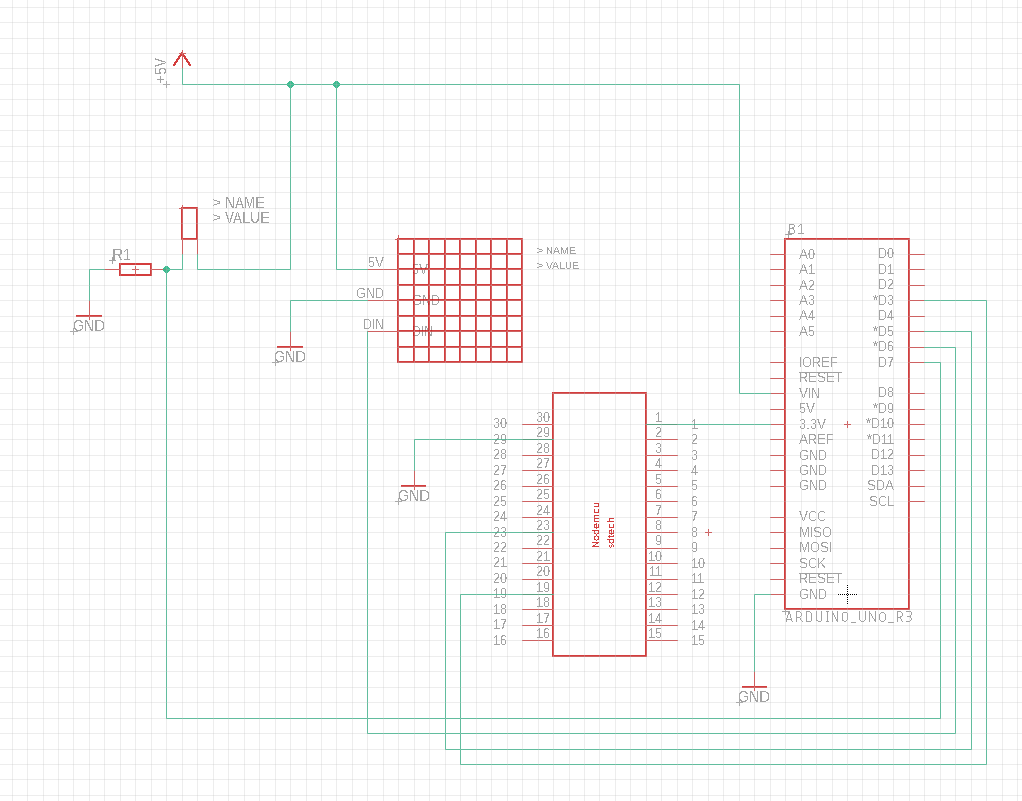 +5V
> NAME
> VALUE
R1
GND
5V
GND
DIN
5V
GND
DIN
> NAME
> VALUE
GND
B1
A0 D0
A1 D1
A2 D2
A3 *D3
A4 D4
A5 *D5
*D6
IOREF D7
RESET
VIN D8
5V *D9
3.3V *D10
AREF *D11
GND D12
GND D13
GND SDA
SCL
VCC
MISO
MOSI
SCK
RESET
GND
ARDUINO_UNO_R3
GND
30 30 1 1
29 29 2 2
28 28 3 3
27 27 4 4
26 26 5 5
25 25 6 6
24 24 7 7
23 23 8 8
22 22 9 9
21 21 10 10
20 20 11 11
19 19 12 12
18 18 13 13
17 17 14 14
16 16 15 15
Nodemcu
sdtech
GND